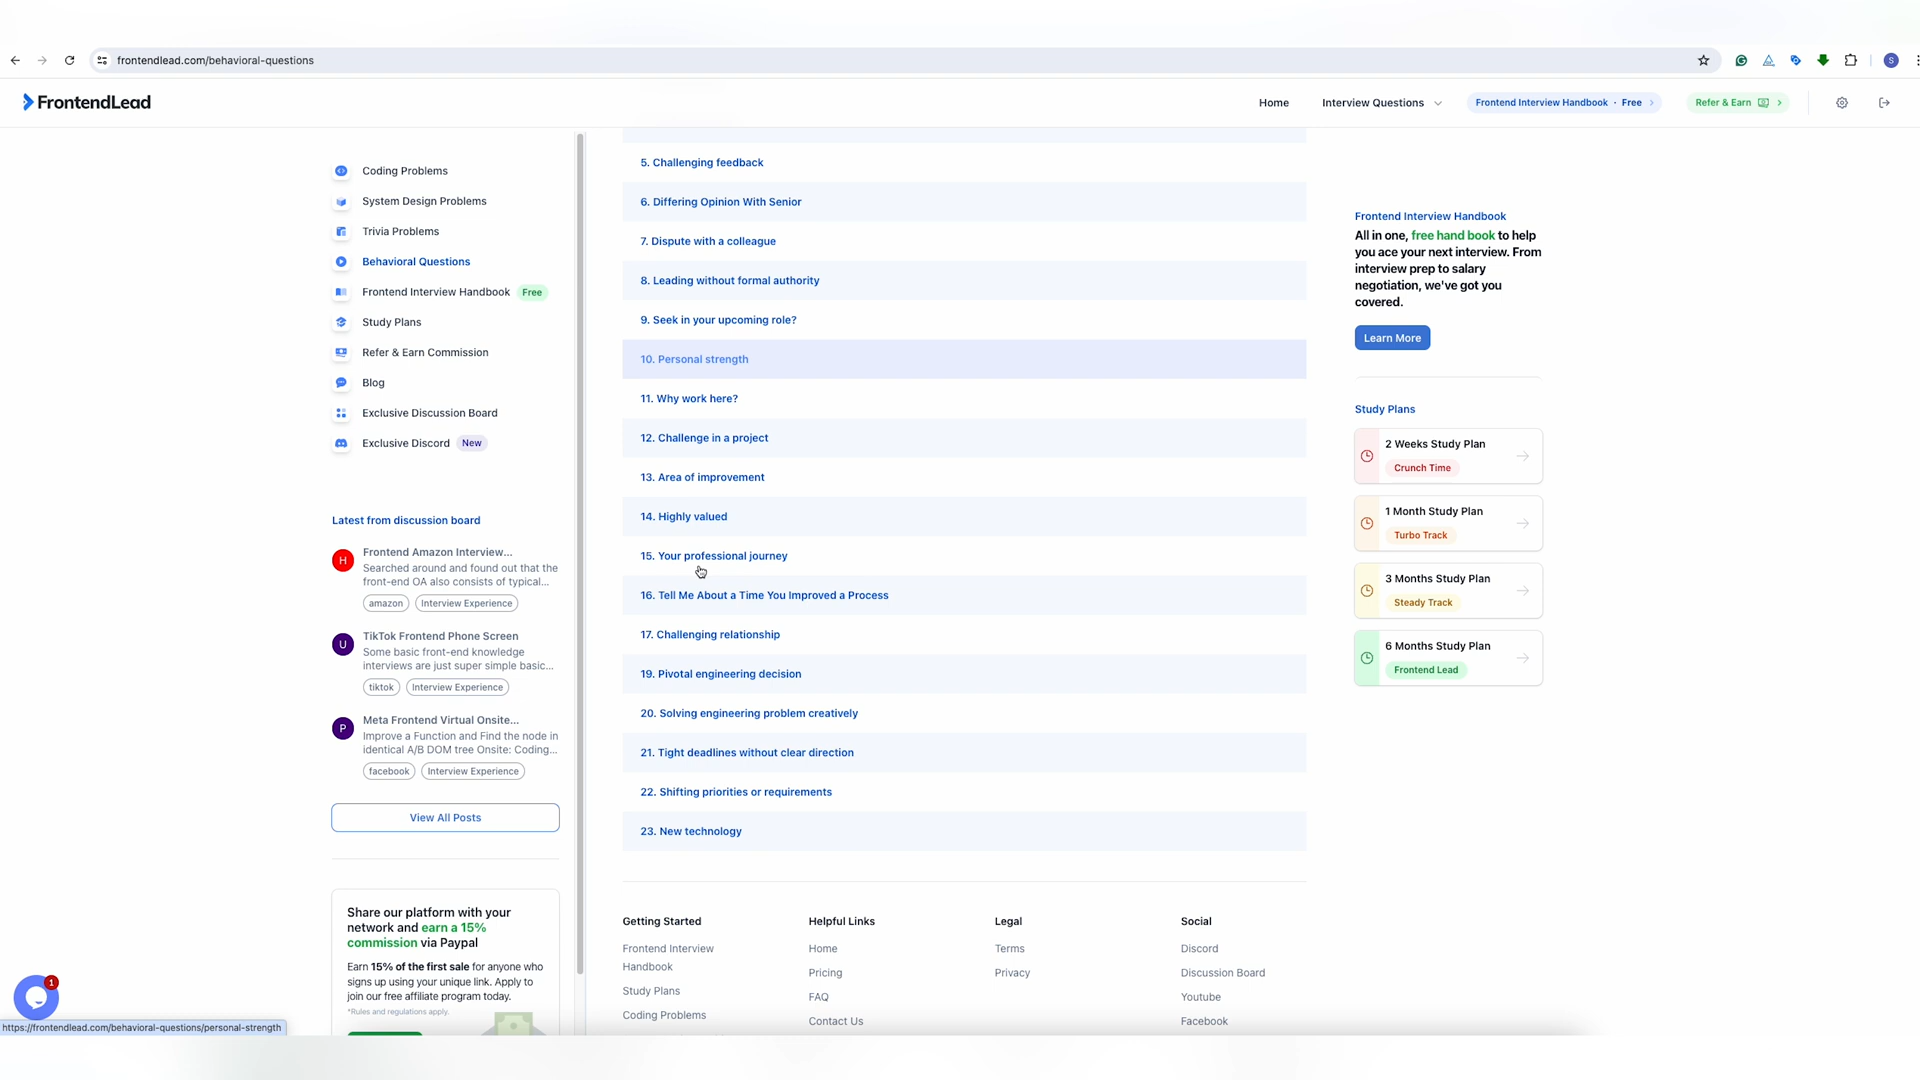 frontendlead.com/behavioral-questions
S
FrontendLead
Home
Interview Questions
Frontend Interview Handbook · Free
Refer & Earn
Coding Problems
System Design Problems
Trivia Problems
Behavioral Questions
Frontend Interview Handbook Free
Study Plans
Refer & Earn Commission
Blog
Exclusive Discussion Board
Exclusive Discord New
Latest from discussion board
H
Frontend Amazon Interview...
Searched around and found out that the
front-end OA also consists of typical...
amazon Interview Experience
U
TikTok Frontend Phone Screen
Some basic front-end knowledge
interviews are just super simple basic...
tiktok Interview Experience
P
Meta Frontend Virtual Onsite...
Improve a Function and Find the node in
identical A/B DOM tree Onsite: Coding...
facebook Interview Experience
View All Posts
Share our platform with your
network and earn a 15%
commission via Paypal
Earn 15% of the first sale for anyone who
signs up using your unique link. Apply to
join our free affiliate program today.
*Rules and regulations apply.
1
https://frontendlead.com/behavioral-questions/personal-strength
5. Challenging feedback
6. Differing Opinion With Senior
7. Dispute with a colleague
8. Leading without formal authority
9. Seek in your upcoming role?
10. Personal strength
11. Why work here?
12. Challenge in a project
13. Area of improvement
14. Highly valued
15. Your professional journey
16. Tell Me About a Time You Improved a Process
17. Challenging relationship
19. Pivotal engineering decision
20. Solving engineering problem creatively
21. Tight deadlines without clear direction
22. Shifting priorities or requirements
23. New technology
Getting Started
Frontend Interview
Handbook
Study Plans
Coding Problems
Helpful Links
Home
Pricing
FAQ
Contact Us
Legal
Terms
Privacy
Social
Discord
Discussion Board
Youtube
Facebook
Frontend Interview Handbook
All in one, free hand book to help
you ace your next interview. From
interview prep to salary
negotiation, we've got you
covered.
Learn More
Study Plans
2 Weeks Study Plan
Crunch Time
1 Month Study Plan
Turbo Track
3 Months Study Plan
Steady Track
6 Months Study Plan
Frontend Lead